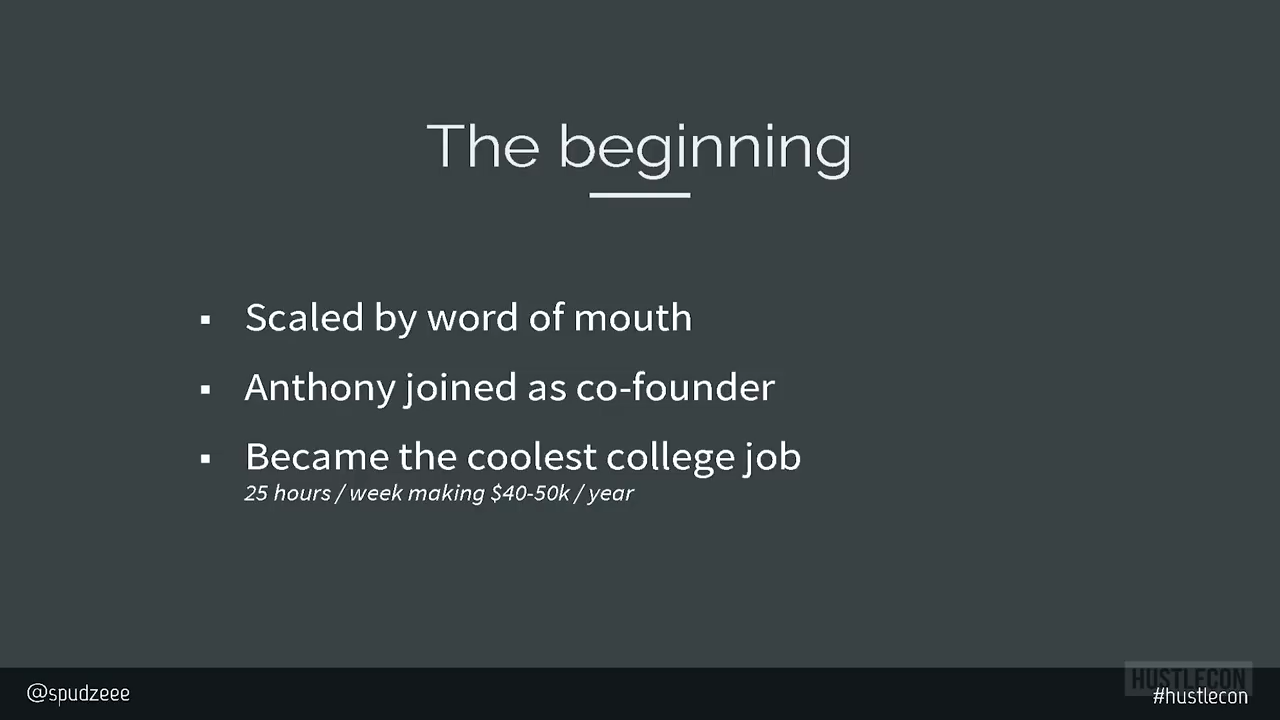 The beginning
▪ Scaled by word of mouth
▪ Anthony joined as co-founder
▪ Became the coolest college job
25 hours / week making $40-50k / year
HUSTLECON
@spudzeee
#hustlecon